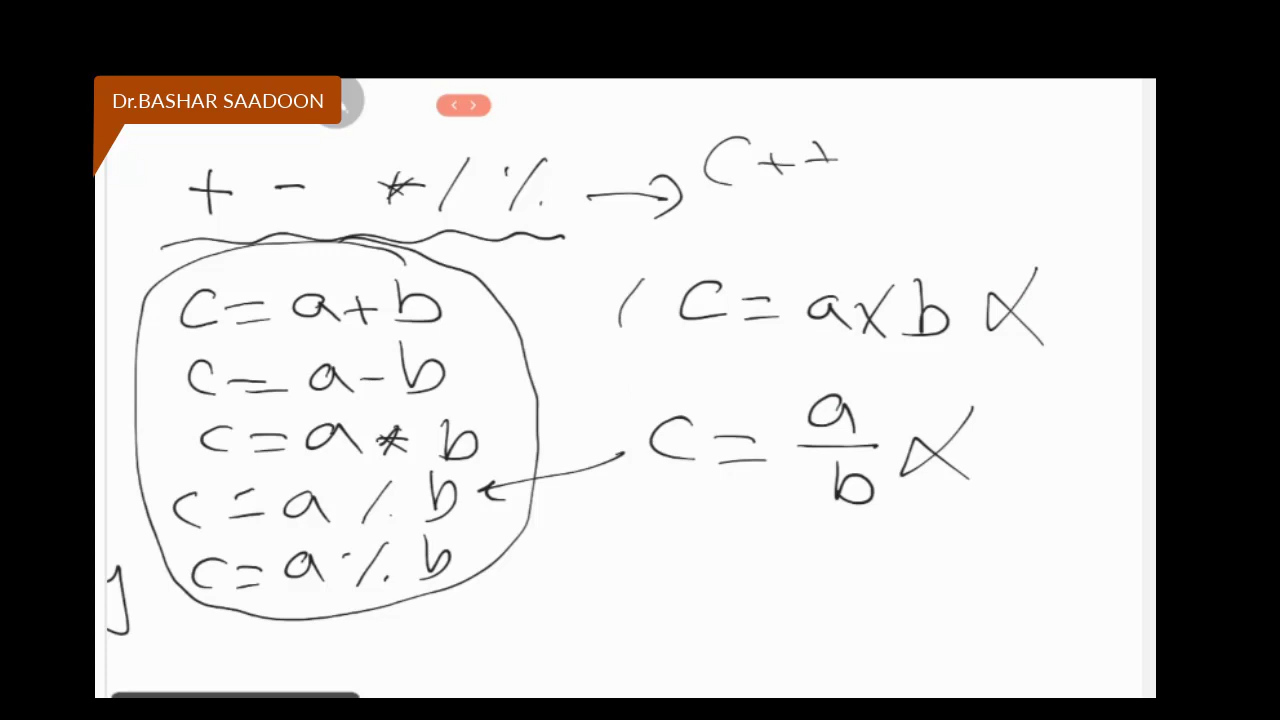 Dr.BASHAR SAADOON
+ - * / % → C++
c = a + b
c = a - b
c = a * b
c = a / b
c = a % b
( c = a x b
c = a / b